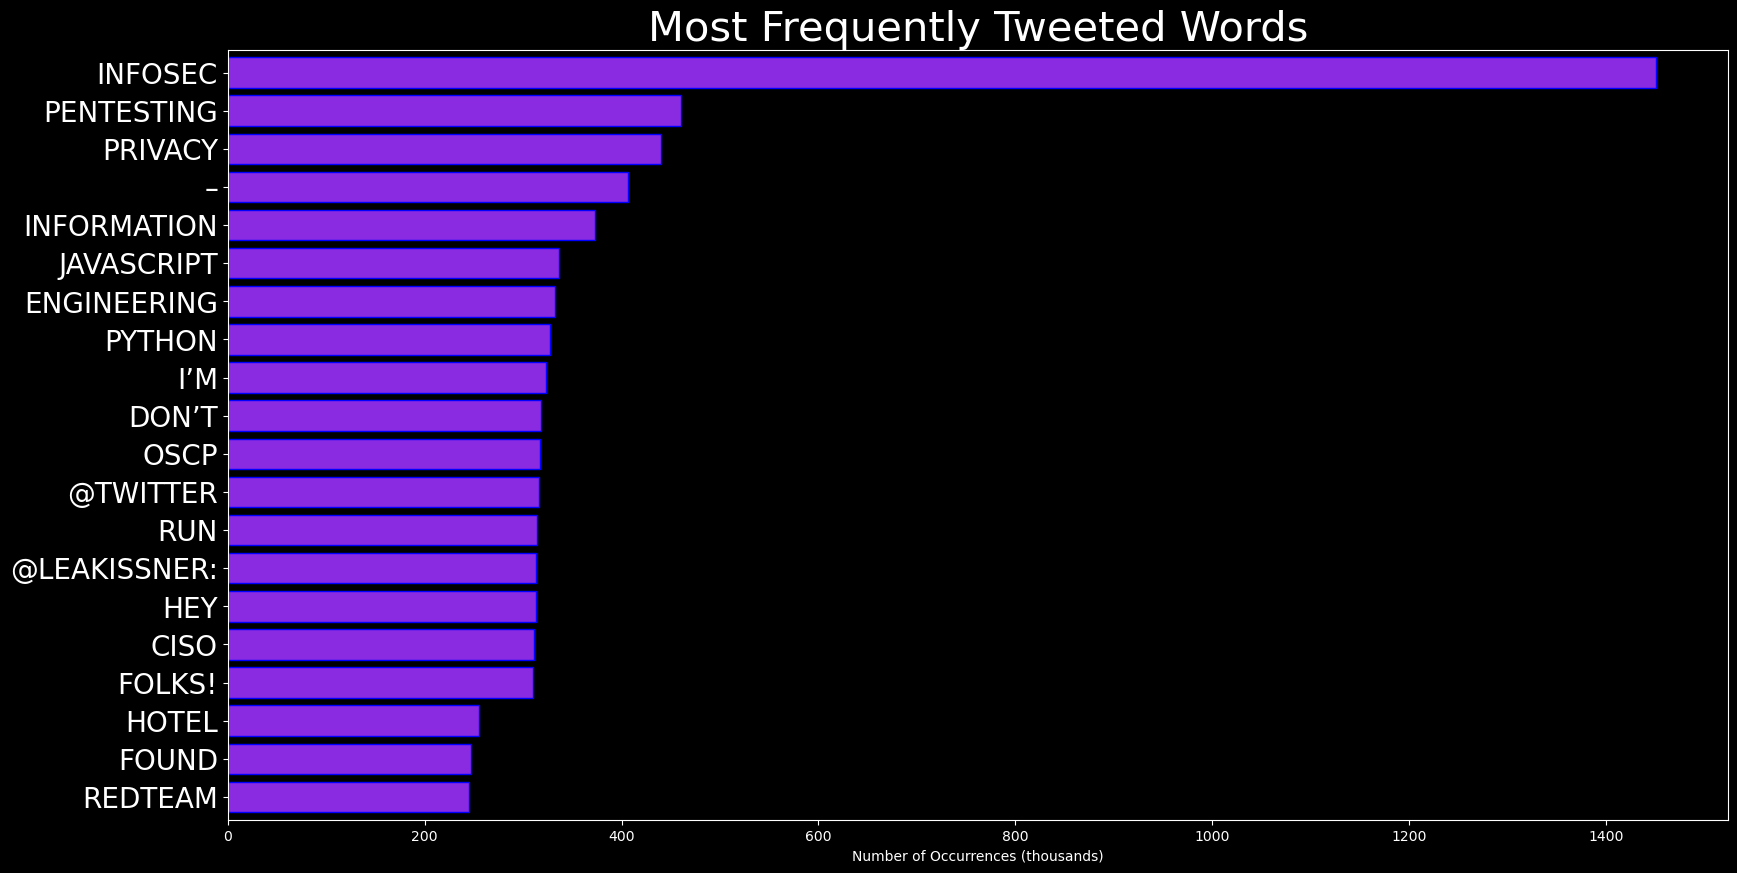 Most Frequently Tweeted Words
INFOSEC
PENTESTING
PRIVACY
–
INFORMATION
JAVASCRIPT
ENGINEERING
PYTHON
I’M
DON’T
OSCP
@TWITTER
RUN
@LEAKISSNER:
HEY
CISO
FOLKS!
HOTEL
FOUND
REDTEAM
0 200 400 600 800 1000 1200 1400
Number of Occurrences (thousands)